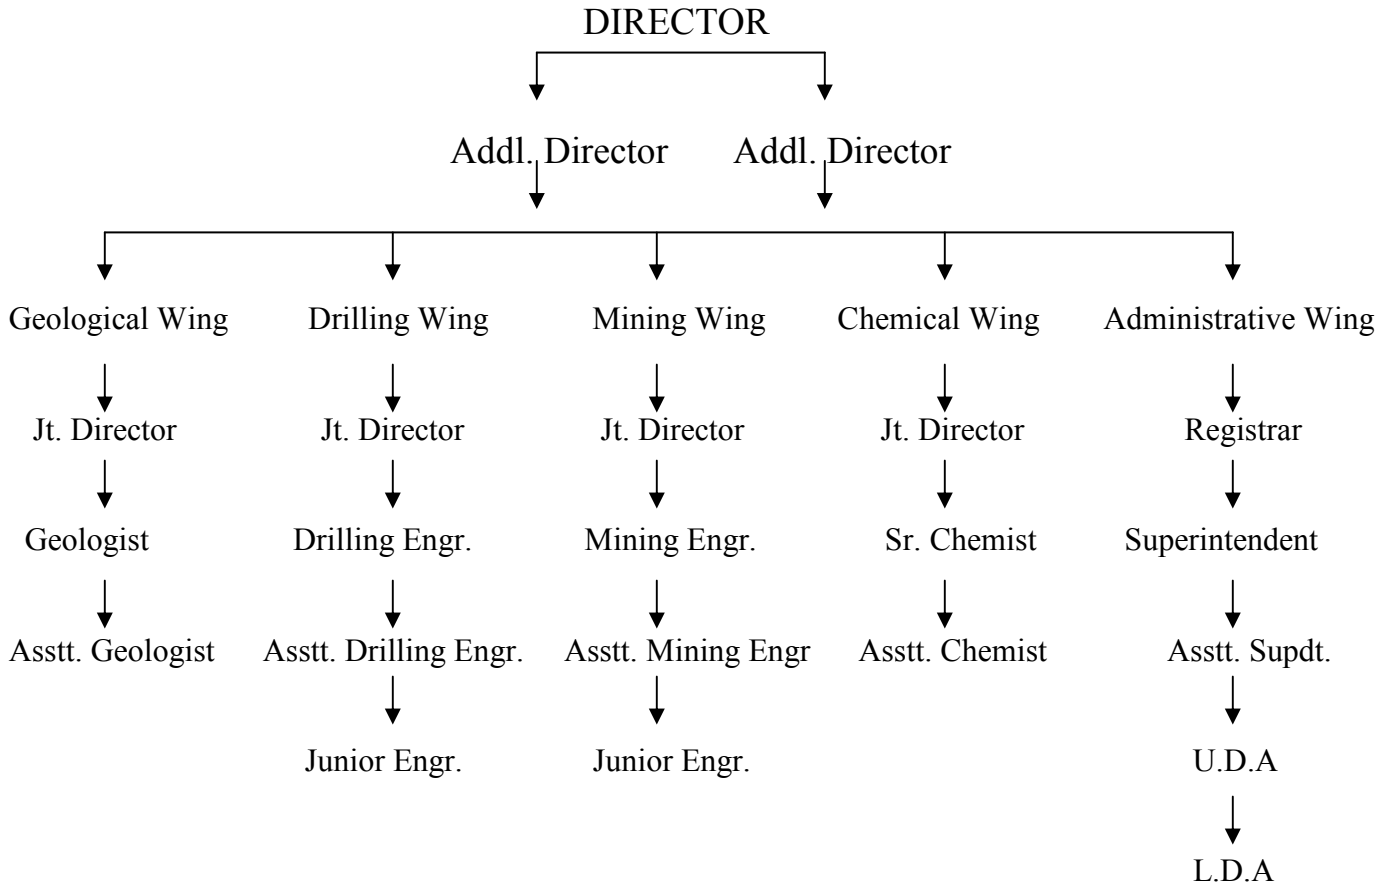 DIRECTOR
Addl. Director Addl. Director
Geological Wing Drilling Wing Mining Wing Chemical Wing Administrative Wing
Jt. Director Jt. Director Jt. Director Jt. Director Registrar
Geologist Drilling Engr. Mining Engr. Sr. Chemist Superintendent
Asstt. Geologist Asstt. Drilling Engr. Asstt. Mining Engr Asstt. Chemist Asstt. Supdt.
Junior Engr. Junior Engr. U.D.A
L.D.A